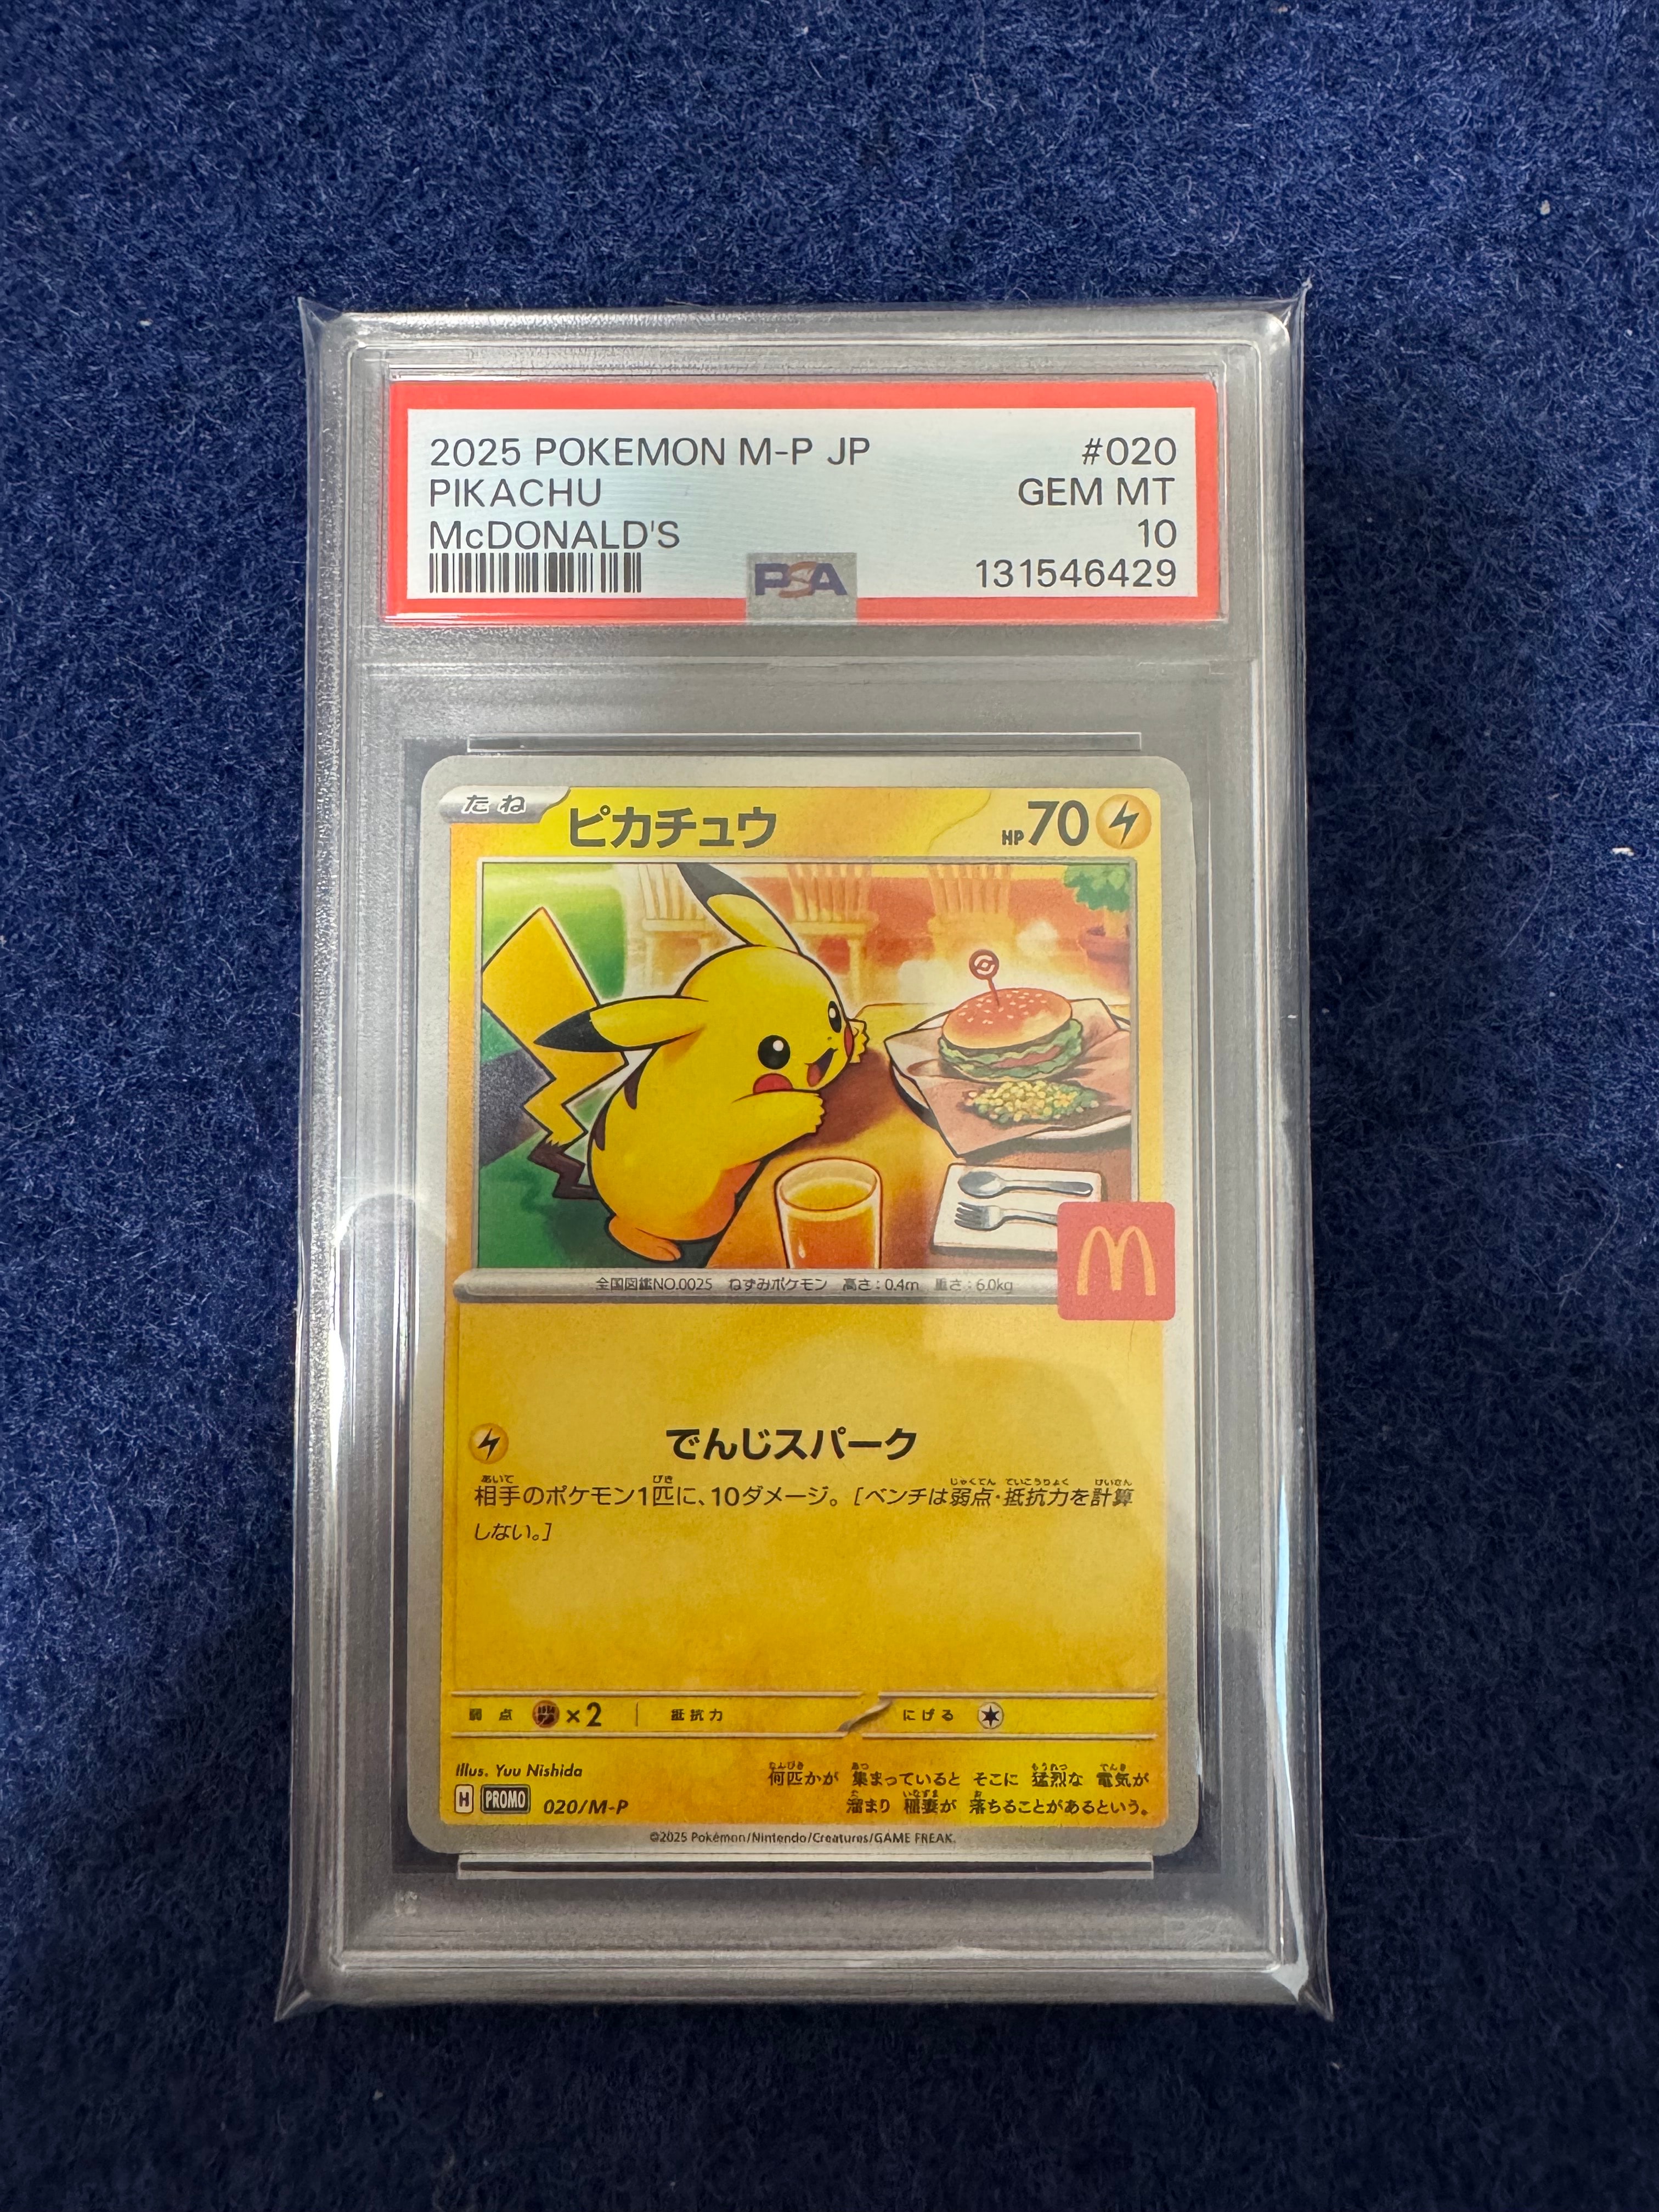 2025 POKEMON M-P JP #020
PIKACHU GEM MT
McDONALD'S 10
PSA 131546429
たね ピカチュウ HP 70
全国図鑑NO.0025 ねずみポケモン 高さ:0.4m 重さ:6.0kg
M
でんじスパーク
相手のポケモン1匹に、10ダメージ。[ベンチは弱点・抵抗力を計算
しない。]
弱点 ×2 抵抗力 にげる
Illus. Yuu Nishida
何匹かが 集まっていると そこに 猛烈な 電気が
溜まり 稲妻が 落ちることがあるという。
H PROMO 020/M-P
©2025 Pokémon/Nintendo/Creatures/GAME FREAK.